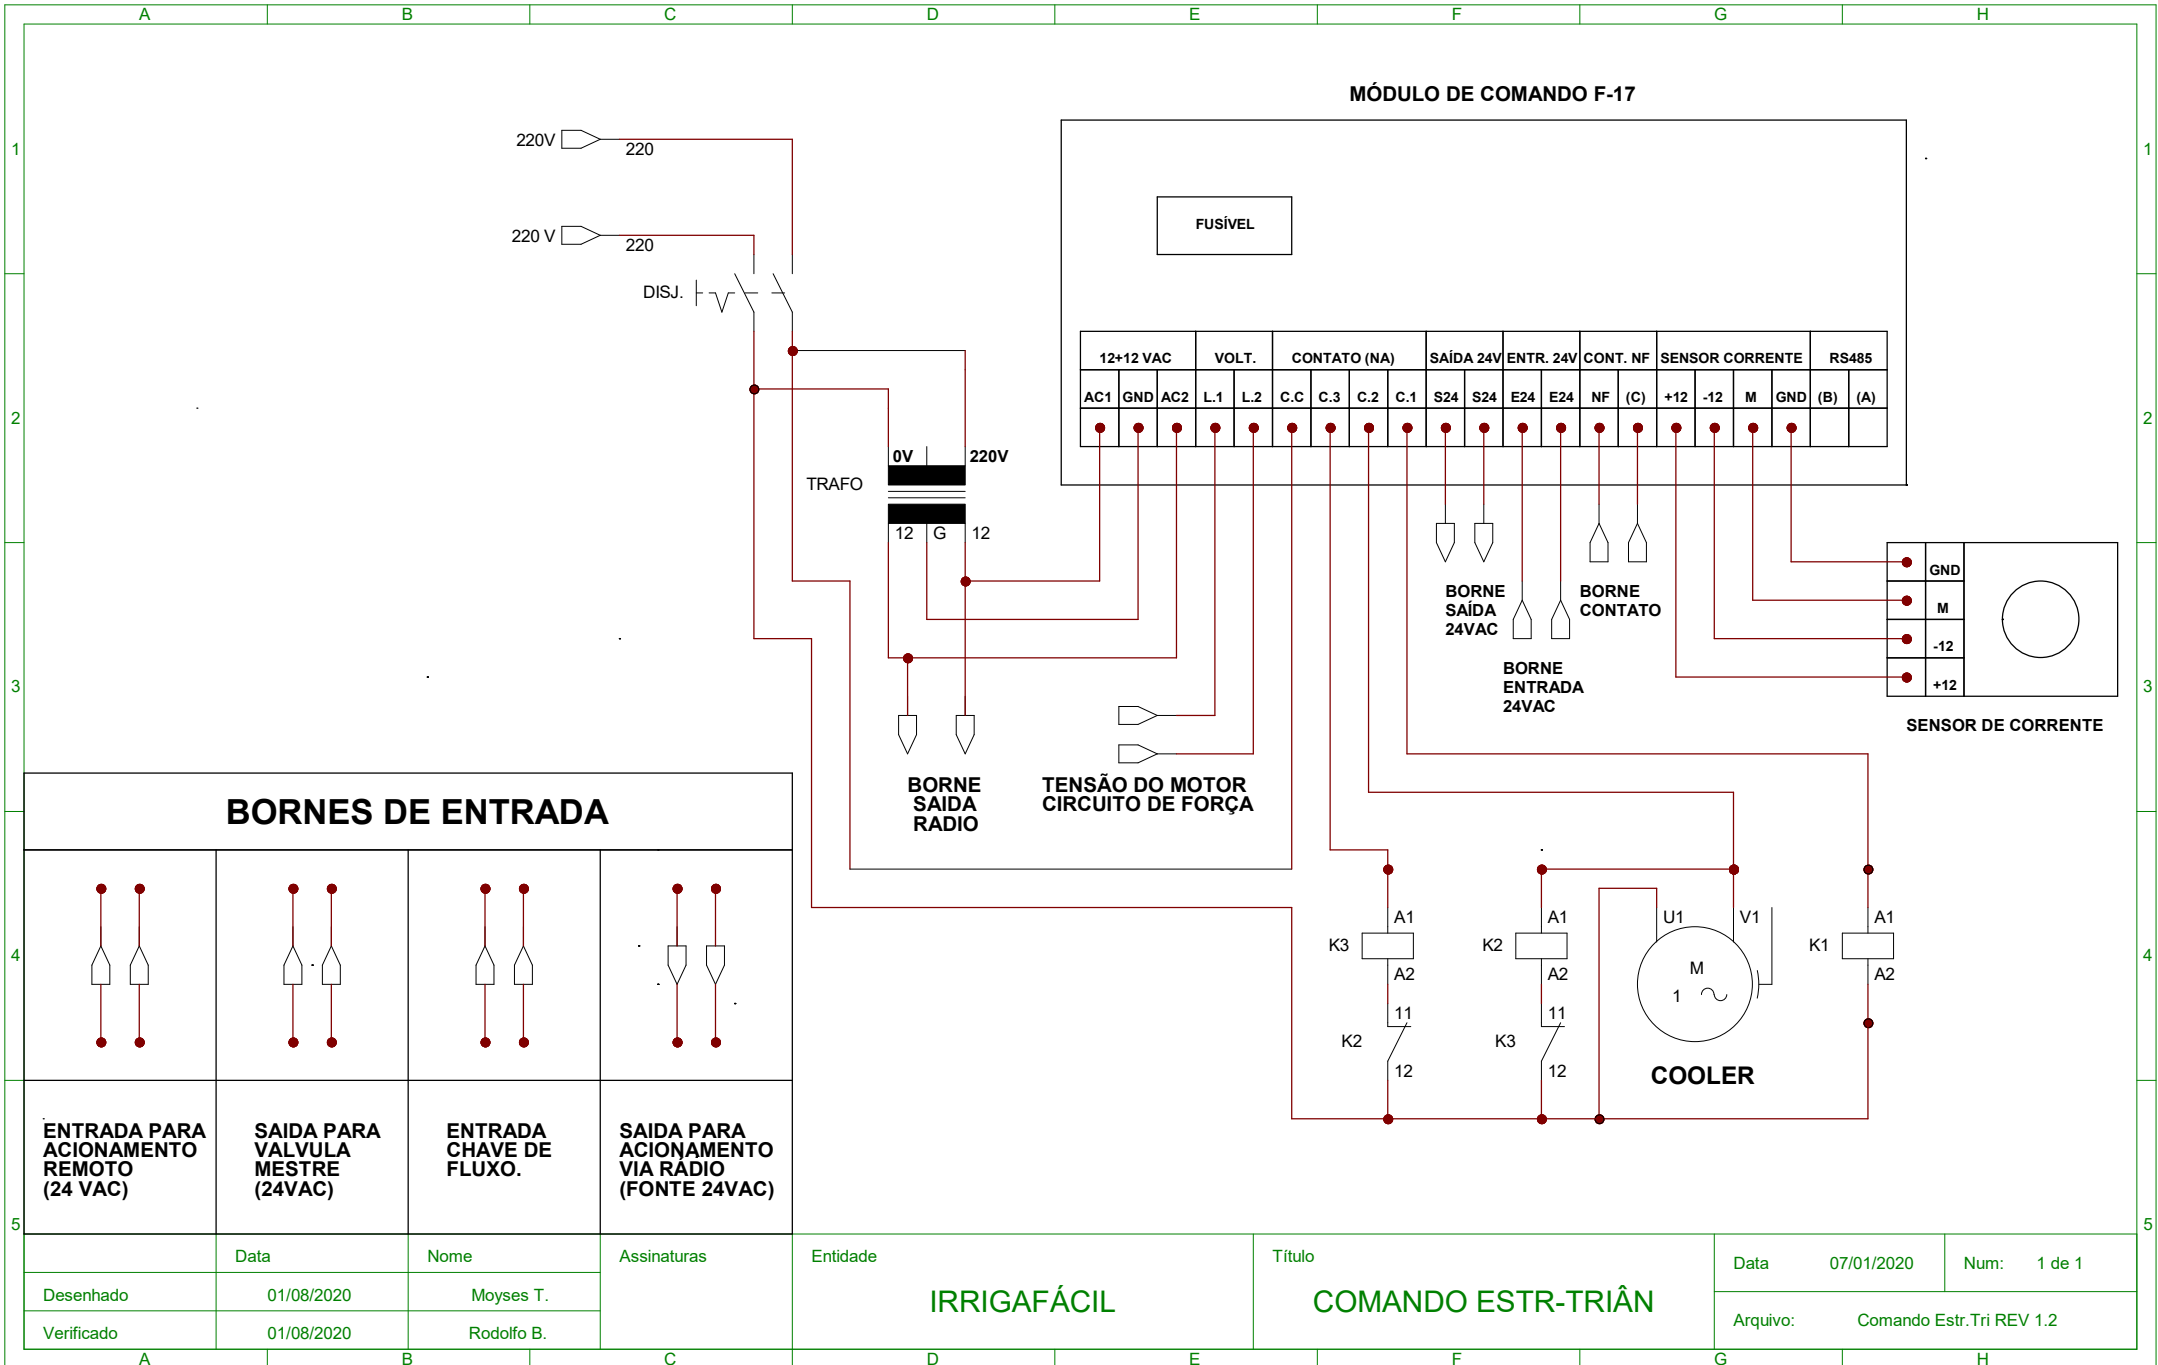 A B C D E F G H
MÓDULO DE COMANDO F-17
220V
220
1
1
FUSÍVEL
220 V
220
DISJ.
12+12 VAC VOLT. CONTATO (NA) SAÍDA 24V ENTR. 24V CONT. NF SENSOR CORRENTE RS485
AC1 GND AC2 L.1 L.2 C.C C.3 C.2 C.1 S24 S24 E24 E24 NF (C) +12 -12 M GND (B) (A)
2
2
0V
220V
TRAFO
12 G 12
GND
M
-12
+12
BORNE
SAÍDA
24VAC
BORNE
CONTATO
BORNE
ENTRADA
24VAC
3
3
SENSOR DE CORRENTE
BORNE
SAIDA
RADIO
TENSÃO DO MOTOR
CIRCUITO DE FORÇA
BORNES DE ENTRADA
A1
K3
A2
11
K2
12
A1
K2
A2
11
K3
12
U1
V1
M
1
COOLER
A1
K1
A2
4
4
ENTRADA PARA
ACIONAMENTO
REMOTO
(24 VAC)
SAIDA PARA
VALVULA
MESTRE
(24VAC)
ENTRADA
CHAVE DE
FLUXO.
SAIDA PARA
ACIONAMENTO
VIA RÁDIO
(FONTE 24VAC)
5
5
Data Nome Assinaturas
Desenhado 01/08/2020 Moyses T.
Verificado 01/08/2020 Rodolfo B.
Entidade
IRRIGAFÁCIL
Título
COMANDO ESTR-TRIÂN
Data 07/01/2020 Num: 1 de 1
Arquivo: Comando Estr.Tri REV 1.2
A B C D E F G H